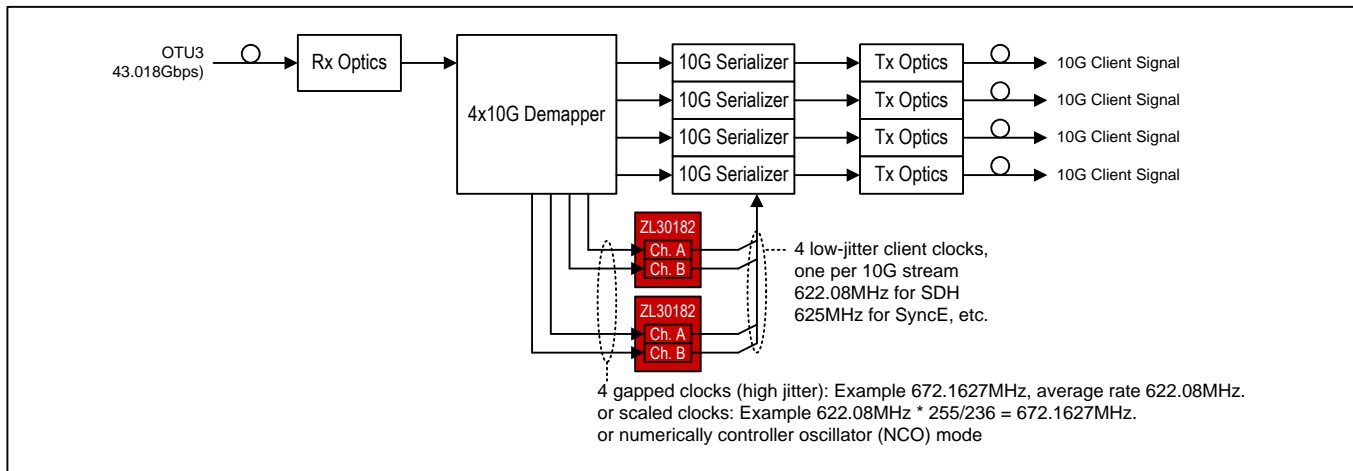 OTU3
43.018Gbps)
Rx Optics
4x10G Demapper
10G Serializer
10G Serializer
10G Serializer
10G Serializer
Tx Optics
Tx Optics
Tx Optics
Tx Optics
10G Client Signal
10G Client Signal
10G Client Signal
10G Client Signal
ZL30182
Ch. A
Ch. B
ZL30182
Ch. A
Ch. B
4 low-jitter client clocks,
one per 10G stream
622.08MHz for SDH
625MHz for SyncE, etc.
4 gapped clocks (high jitter): Example 672.1627MHz, average rate 622.08MHz.
or scaled clocks: Example 622.08MHz * 255/236 = 672.1627MHz.
or numerically controller oscillator (NCO) mode